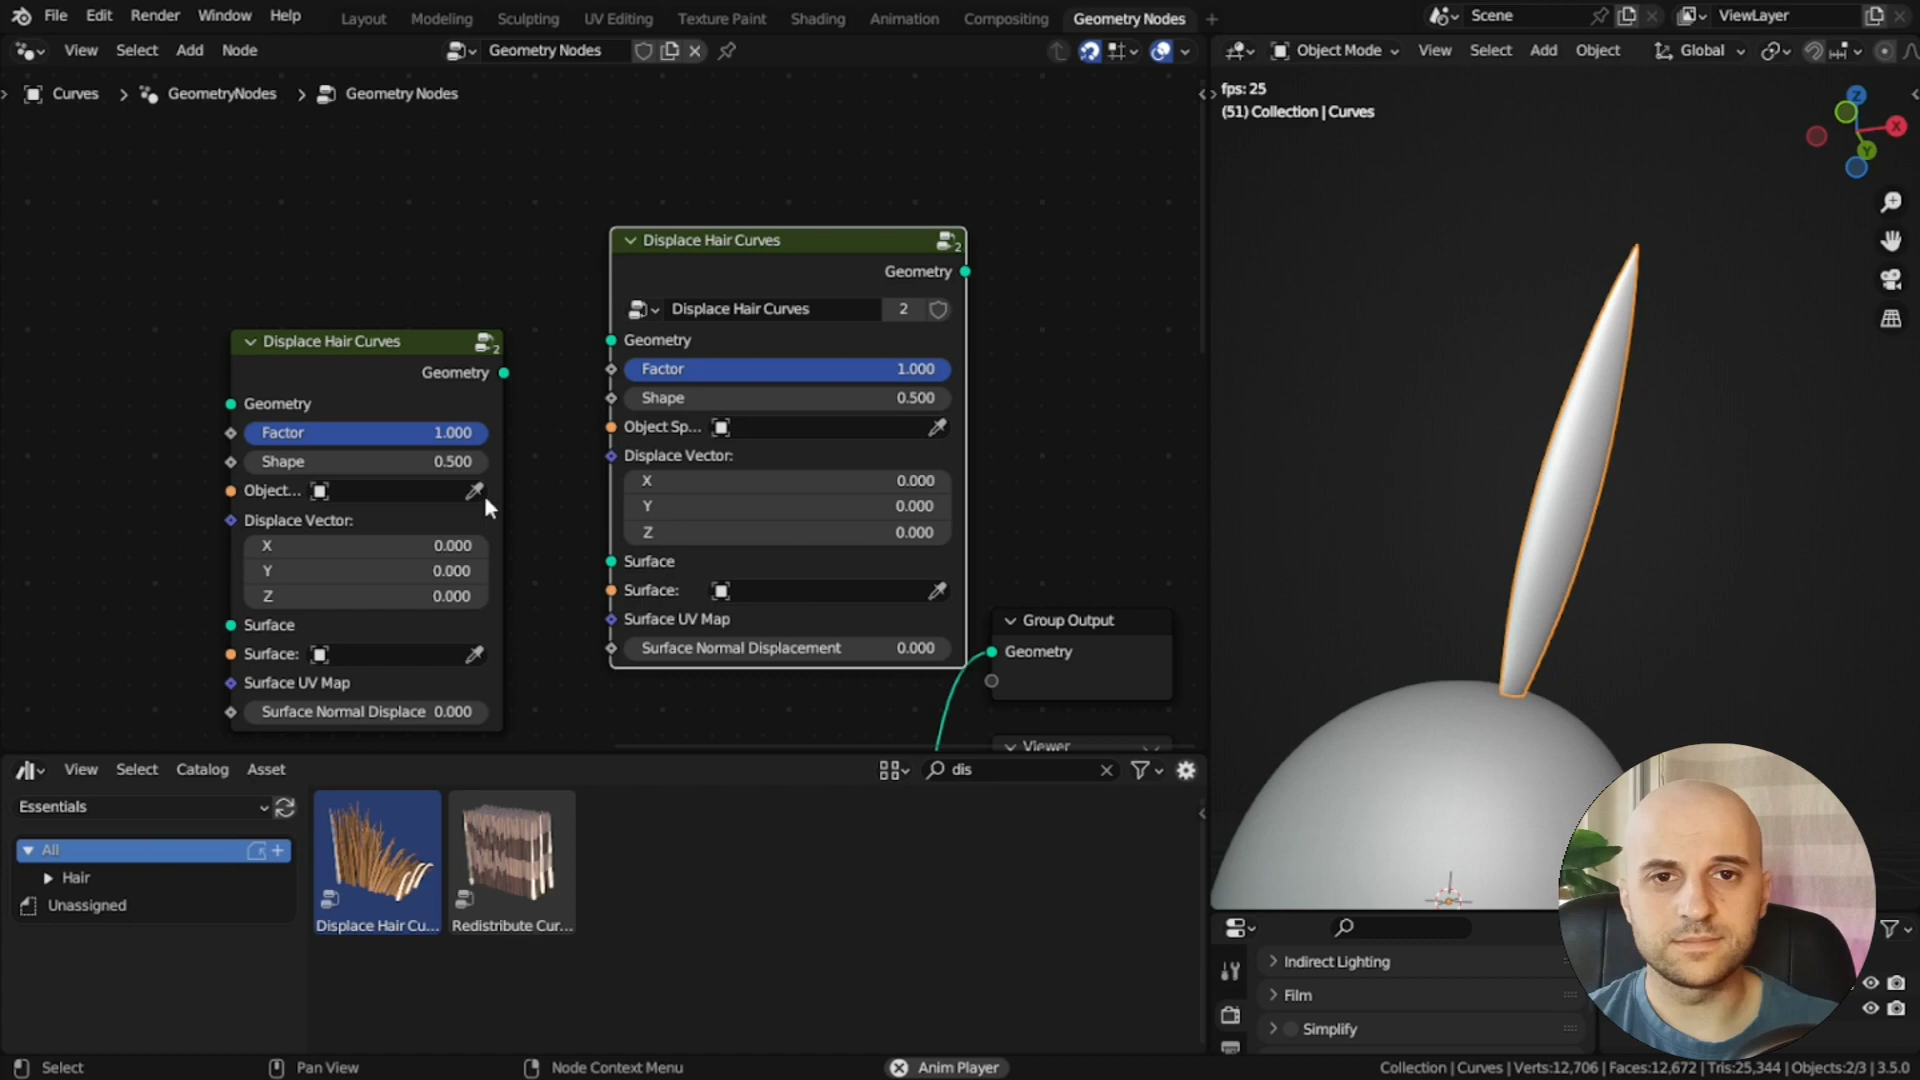 File Edit Render Window Help Layout Modeling Sculpting UV Editing Texture Paint Shading Animation Compositing Geometry Nodes + Scene ViewLayer
View Select Add Node Geometry Nodes Object Mode View Select Add Object Global
Curves > GeometryNodes > Geometry Nodes
fps: 25
(51) Collection | Curves
Z
X
Y
Displace Hair Curves 2
Geometry
Displace Hair Curves 2
Geometry
Factor 1.000
Shape 0.500
Object Sp...
Displace Vector:
X 0.000
Y 0.000
Z 0.000
Surface
Surface:
Surface UV Map
Surface Normal Displacement 0.000
Displace Hair Curves 2
Geometry
Geometry
Factor 1.000
Shape 0.500
Object...
Displace Vector:
X 0.000
Y 0.000
Z 0.000
Surface
Surface:
Surface UV Map
Surface Normal Displace 0.000
Group Output
Geometry
Viewer
View Select Catalog Asset dis
Essentials
All
Hair
Unassigned
Displace Hair Cu... Redistribute Cur...
Indirect Lighting
Film
Simplify
Select Pan View Node Context Menu Anim Player Collection | Curves | Verts:12,706 | Faces:12,672 | Tris:25,344 | Objects:2/3 | 3.5.0